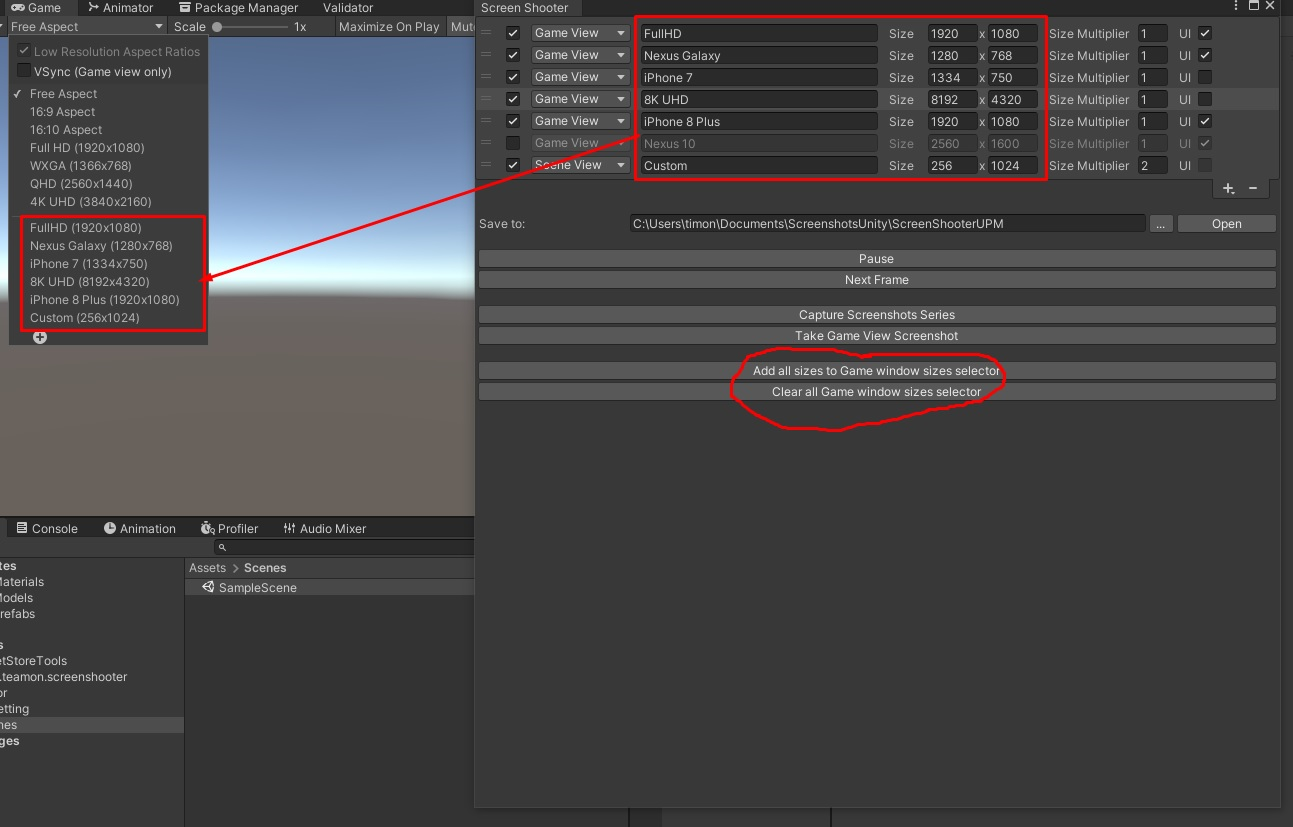 Game Animator Package Manager Validator
Free Aspect Scale 1x Maximize On Play Mut
Low Resolution Aspect Ratios
VSync (Game view only)
Free Aspect
16:9 Aspect
16:10 Aspect
Full HD (1920x1080)
WXGA (1366x768)
QHD (2560x1440)
4K UHD (3840x2160)
FullHD (1920x1080)
Nexus Galaxy (1280x768)
iPhone 7 (1334x750)
8K UHD (8192x4320)
iPhone 8 Plus (1920x1080)
Custom (256x1024)
Screen Shooter
Game View FullHD Size 1920 x 1080 Size Multiplier 1 UI
Game View Nexus Galaxy Size 1280 x 768 Size Multiplier 1 UI
Game View iPhone 7 Size 1334 x 750 Size Multiplier 1 UI
Game View 8K UHD Size 8192 x 4320 Size Multiplier 1 UI
Game View iPhone 8 Plus Size 1920 x 1080 Size Multiplier 1 UI
Game View Nexus 10 Size 2560 x 1600 Size Multiplier 1 UI
Scene View Custom Size 256 x 1024 Size Multiplier 2 UI
+ −
Save to: C:\Users\timon\Documents\ScreenshotsUnity\ScreenShooterUPM ... Open
Pause
Next Frame
Capture Screenshots Series
Take Game View Screenshot
Add all sizes to Game window sizes selector
Clear all Game window sizes selector
Console Animation Profiler Audio Mixer
Assets > Scenes
SampleScene
tes
Materials
Models
refabs
s
etStoreTools
.teamon.screenshooter
or
etting
nes
ges